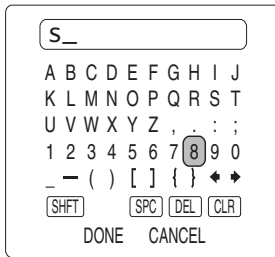 S_
A B C D E F G H I J
K L M N O P Q R S T
U V W X Y Z , . : ;
1 2 3 4 5 6 7 8 9 0
_ — ( ) [ ] { } ← →
SHFT SPC DEL CLR
DONE CANCEL